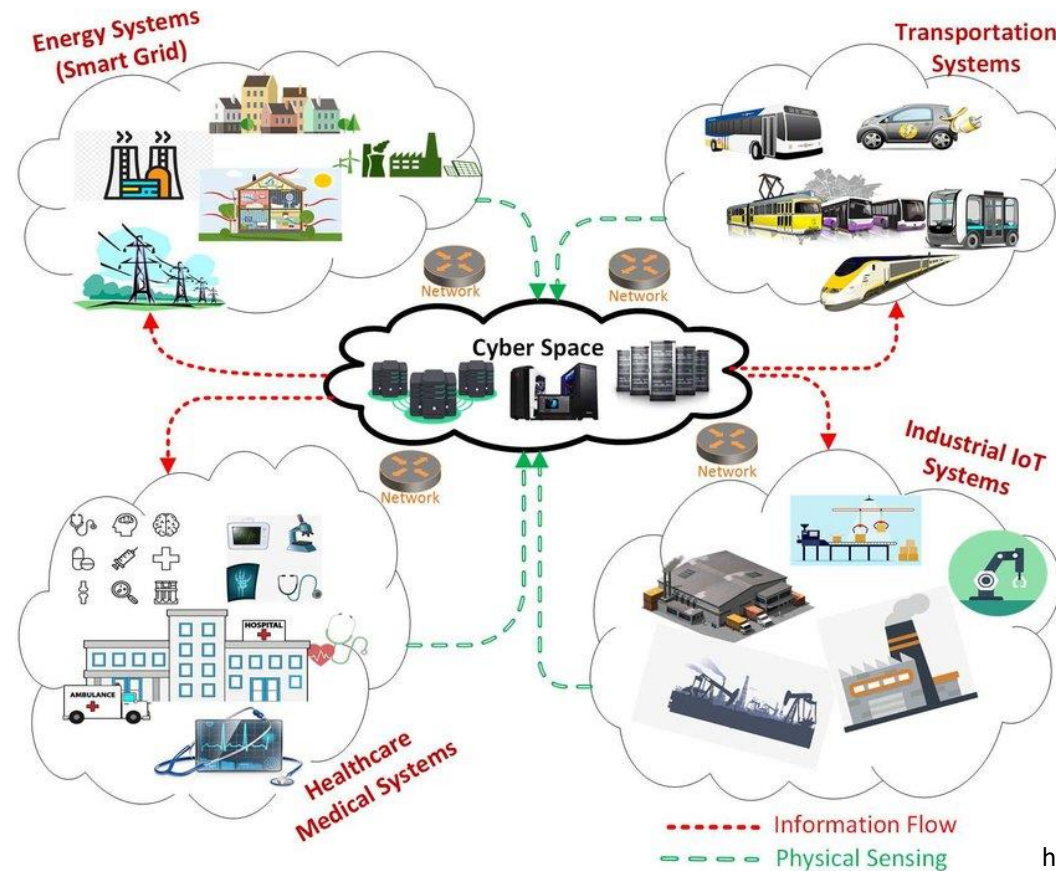 Energy Systems
(Smart Grid)
Transportation
Systems
Network
Network
Cyber Space
Network
Network
Industrial IoT
Systems
HOSPITAL
AMBULANCE
Healthcare
Medical Systems
Information Flow
Physical Sensing
h